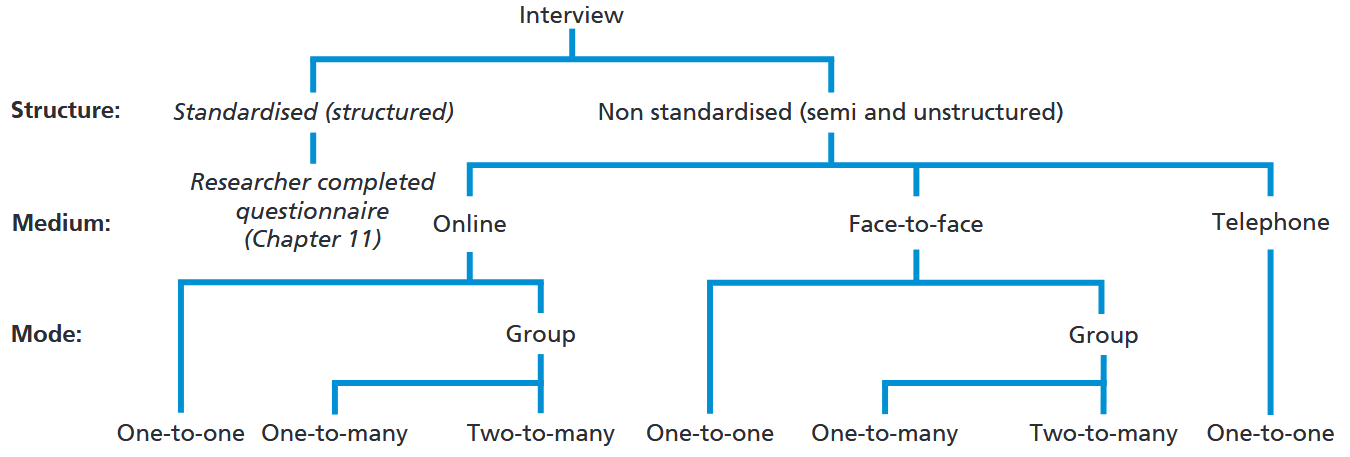 Interview
Structure: Standardised (structured) Non standardised (semi and unstructured)
Researcher completed
questionnaire
(Chapter 11)
Medium: Online Face-to-face Telephone
Mode: Group Group
One-to-one One-to-many Two-to-many One-to-one One-to-many Two-to-many One-to-one